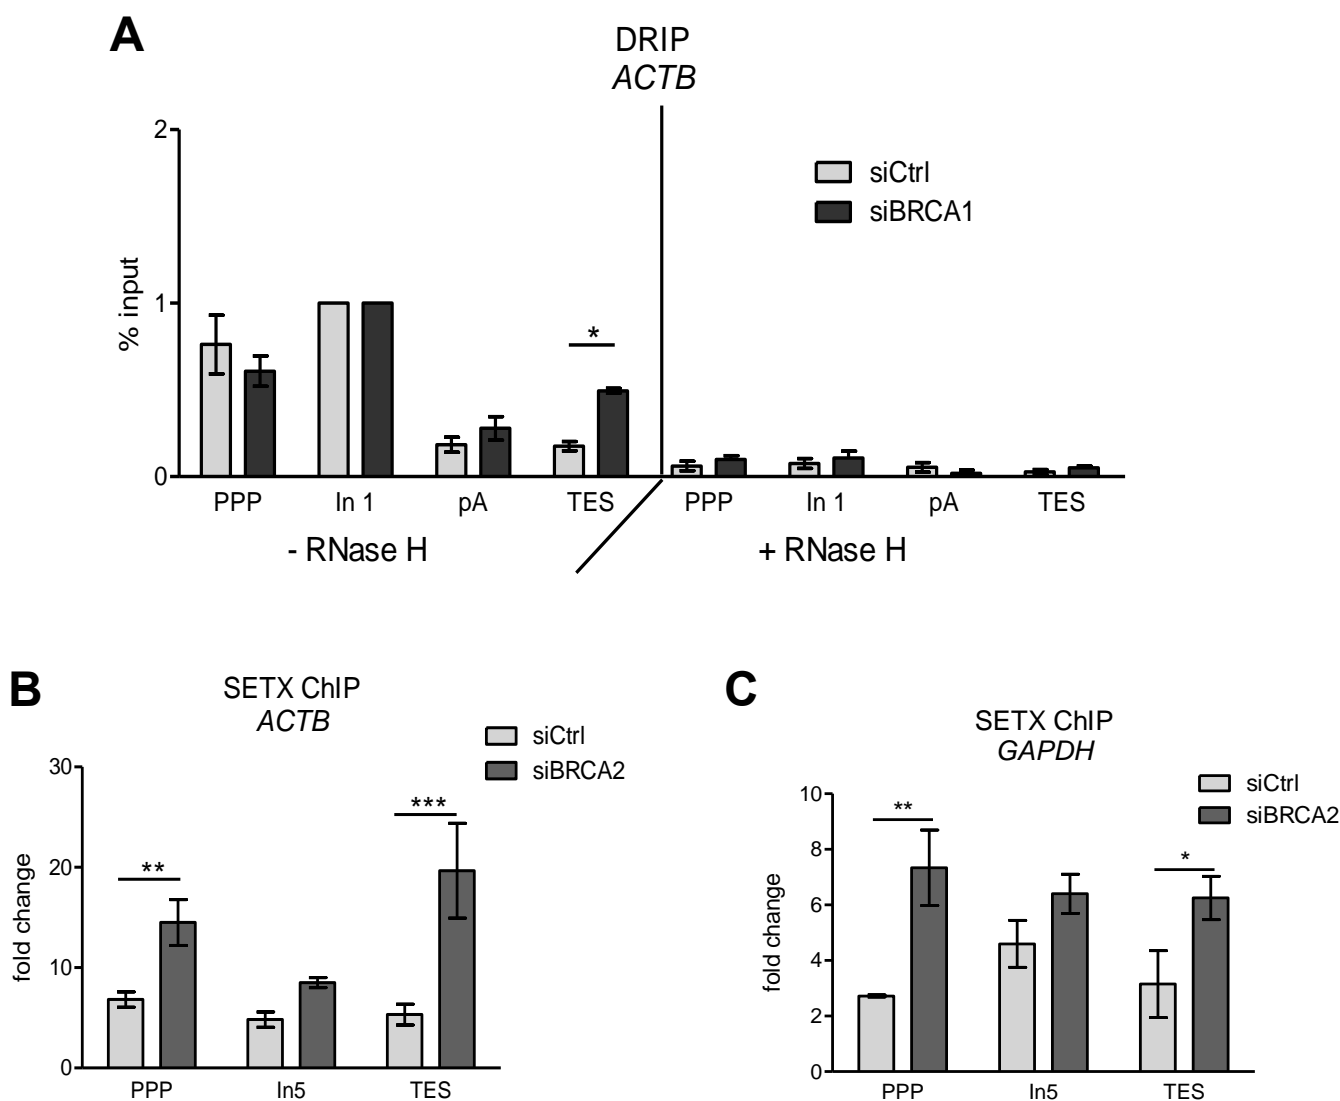 A
DRIP
ACTB
2
1
0
% input
siCtrl
siBRCA1
*
PPP In 1 pA TES PPP In 1 pA TES
- RNase H + RNase H
B
SETX ChIP
ACTB
siCtrl
siBRCA2
30
20
10
0
fold change
**
***
PPP In5 TES
C
SETX ChIP
GAPDH
siCtrl
siBRCA2
10
8
6
4
2
0
fold change
**
*
PPP In5 TES